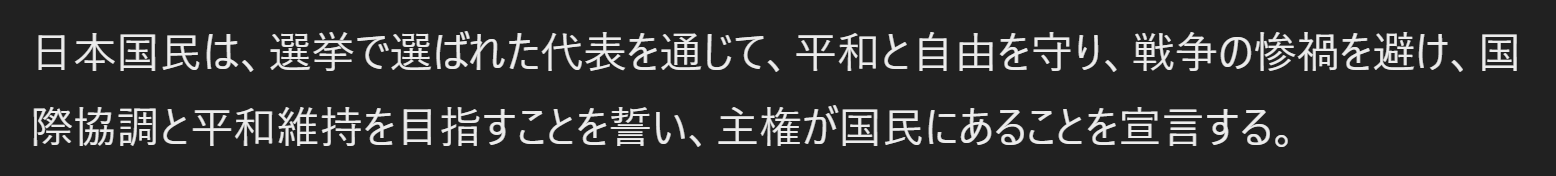 日本国民は、選挙で選ばれた代表を通じて、平和と自由を守り、戦争の惨禍を避け、国
際協調と平和維持を目指すことを誓い、主権が国民にあることを宣言する。